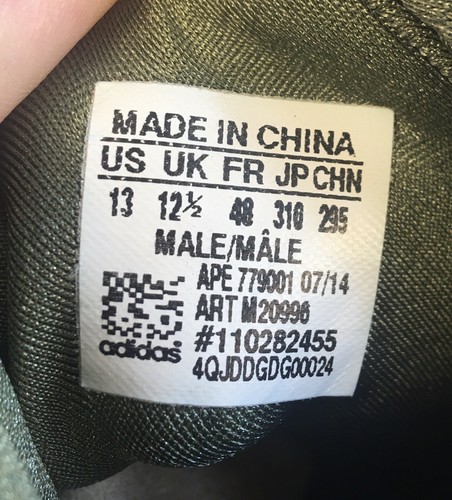 MADE IN CHINA
US UK FR JP CHN
13 12½ 48 310 295
MALE/MÂLE
APE 779001 07/14
ART M20996
#110282455
adidas
4QJDDGDG00024